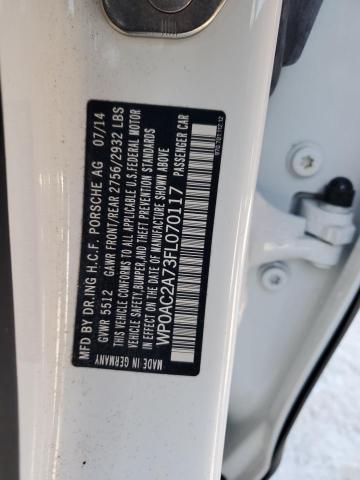 MFD BY DR.ING H.C.F. PORSCHE AG 07/14
GVWR 5512 GAWR FRONT/REAR 2756/2932 LBS
THIS VEHICLE CONFORMS TO ALL APPLICABLE U.S.FEDERAL MOTOR
VEHICLE SAFETY,BUMPER,AND THEFT PREVENTION STANDARDS
IN EFFECT ON THE DATE OF MANUFACTURE SHOWN ABOVE
WP0AC2A73FL070117 PASSENGER CAR
MADE IN GERMANY